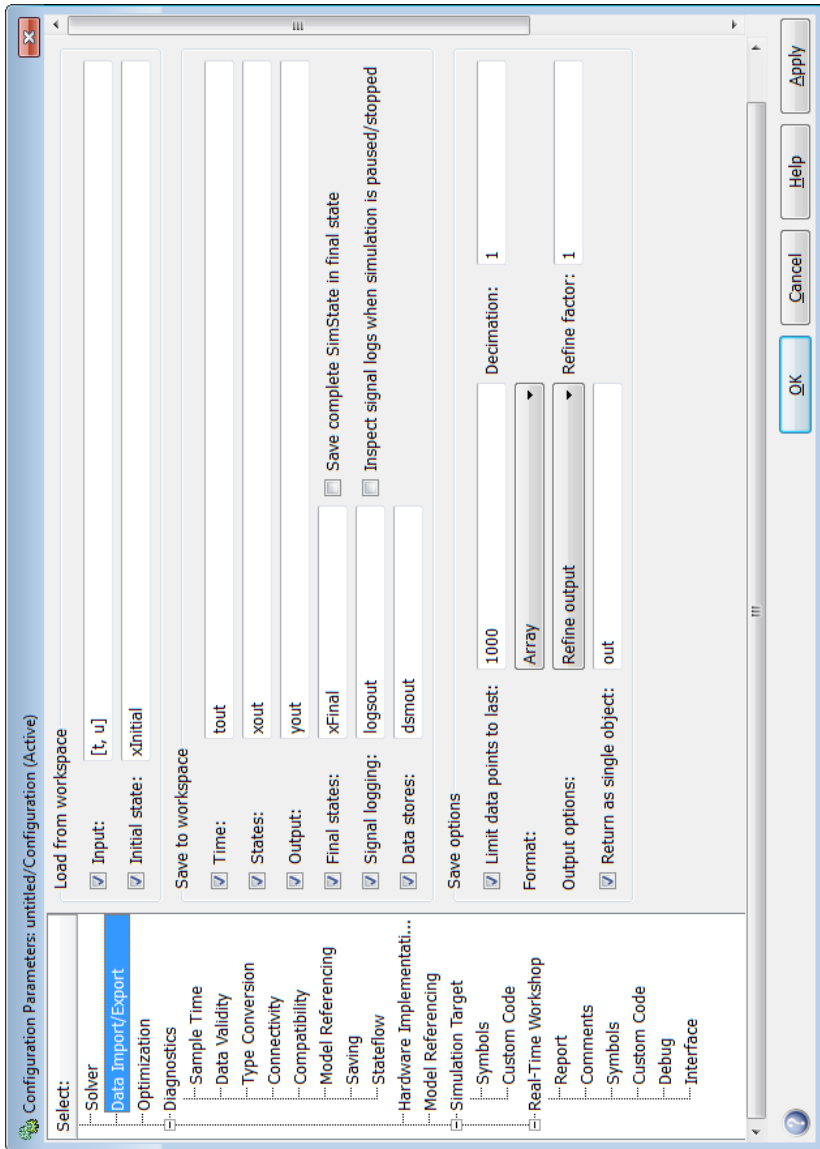 Configuration Parameters: untitled/Configuration (Active)
Select:
Solver
Data Import/Export
Optimization
Diagnostics
Sample Time
Data Validity
Type Conversion
Connectivity
Compatibility
Model Referencing
Saving
Stateflow
Hardware Implementati...
Model Referencing
Simulation Target
Symbols
Custom Code
Real-Time Workshop
Report
Comments
Symbols
Custom Code
Debug
Interface
Load from workspace
Input: [t, u]
Initial state: xInitial
Save to workspace
Time: tout
States: xout
Output: yout
Final states: xFinal Save complete SimState in final state
Signal logging: logsout Inspect signal logs when simulation is paused/stopped
Data stores: dsmout
Save options
Limit data points to last: 1000 Decimation: 1
Format: Array
Output options: Refine output Refine factor: 1
Return as single object: out
OK Cancel Help Apply